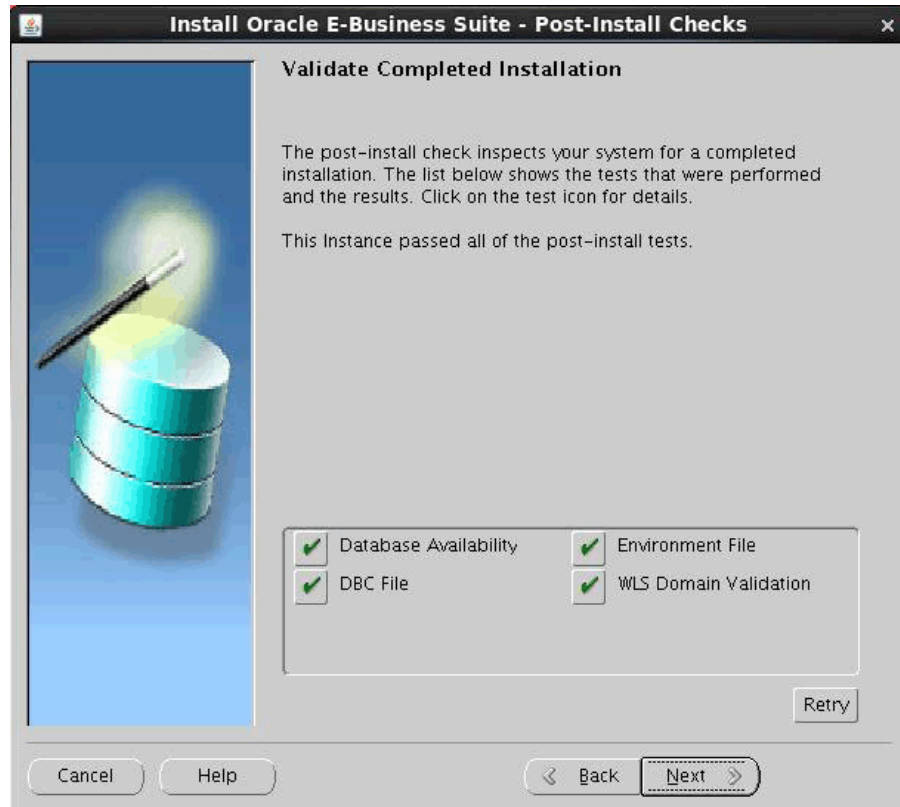 Install Oracle E-Business Suite - Post-Install Checks
Validate Completed Installation
The post-install check inspects your system for a completed
installation. The list below shows the tests that were performed
and the results. Click on the test icon for details.
This Instance passed all of the post-install tests.
Database Availability
Environment File
DBC File
WLS Domain Validation
Retry
Cancel
Help
Back
Next